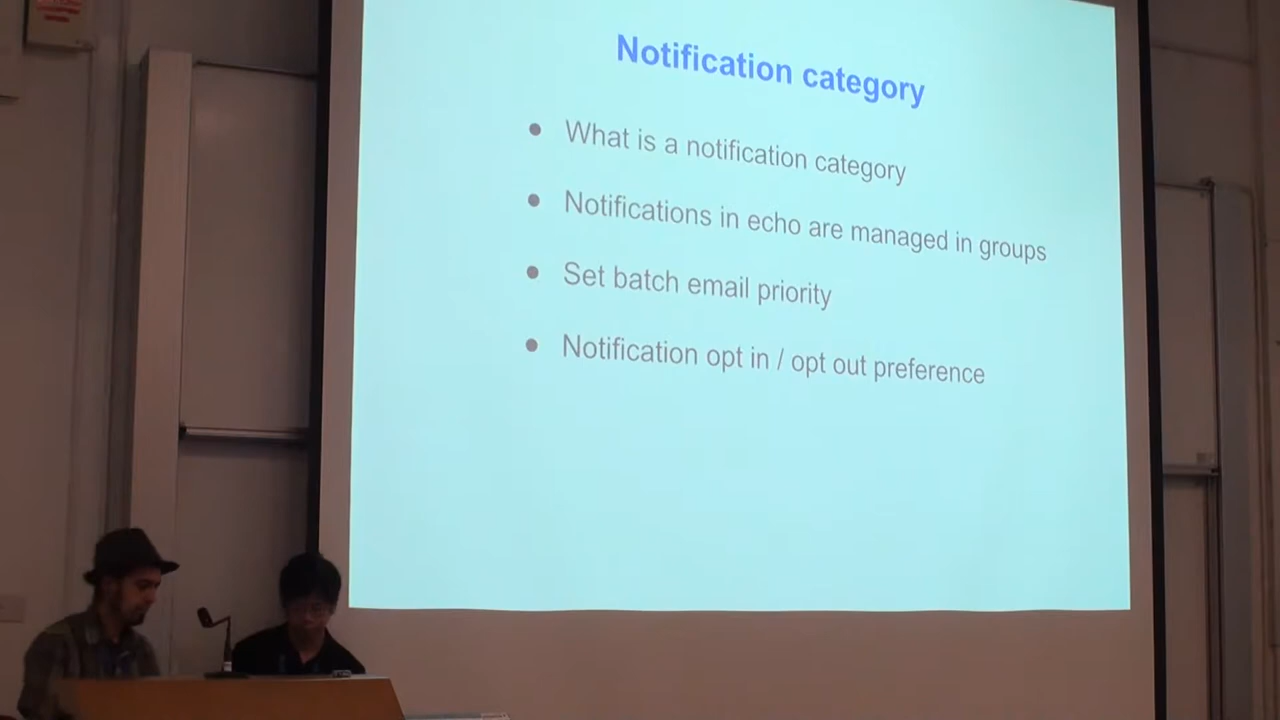 Notification category
● What is a notification category
● Notifications in echo are managed in groups
● Set batch email priority
● Notification opt in / opt out preference